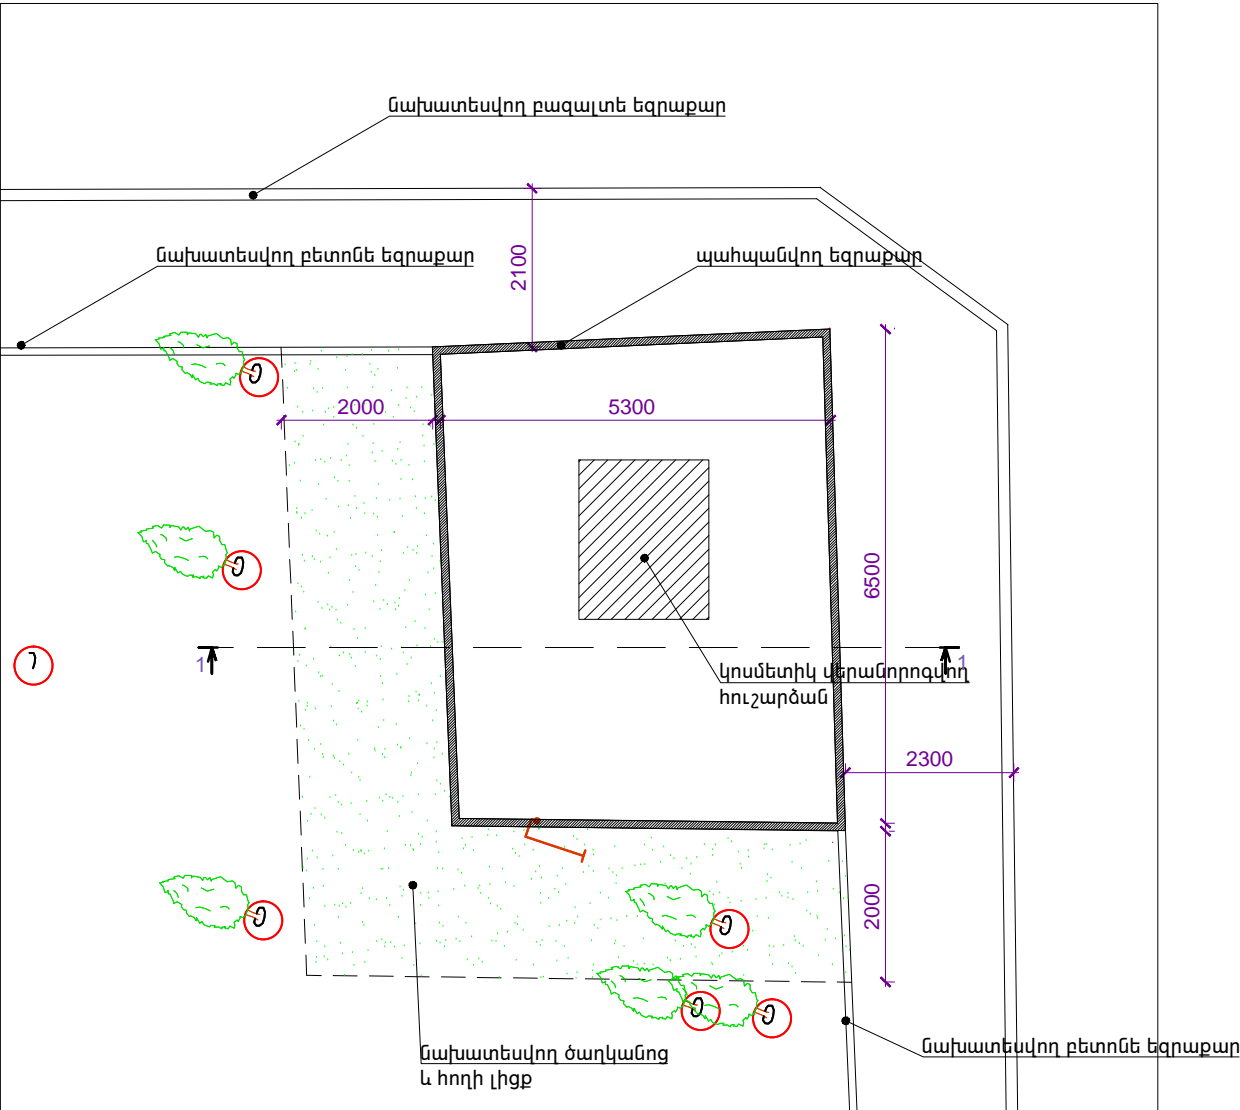 նախատեսվող բազալտե եզրաքար
նախատեսվող բետոնե եզրաքար
պահպանվող եզրաքար
2100
2000
5300
6500
1
1
կոսմետիկ վերանորոգվող
հուշարձան
2300
2000
նախատեսվող ծաղկանոց
և հողի լիցք
նախատեսվող բետոնե եզրաքար